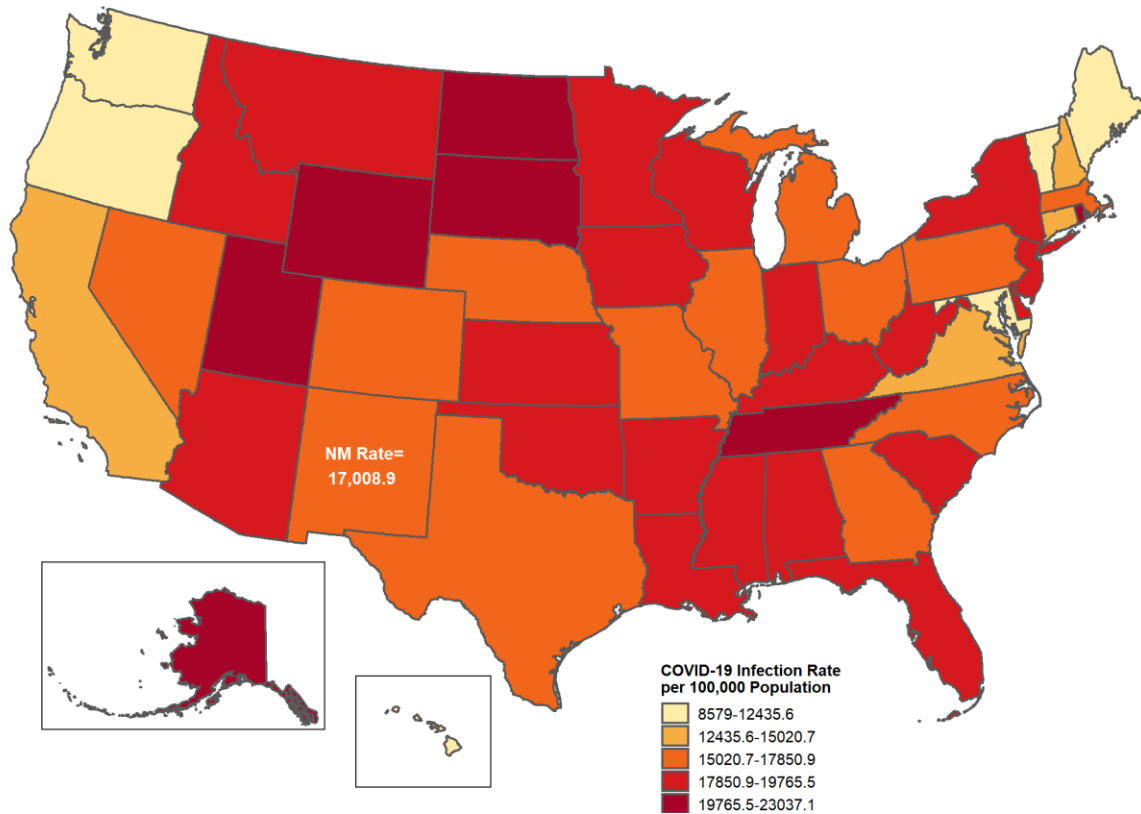 NM Rate=
17,008.9
COVID-19 Infection Rate
per 100,000 Population
8579-12435.6
12435.6-15020.7
15020.7-17850.9
17850.9-19765.5
19765.5-23037.1